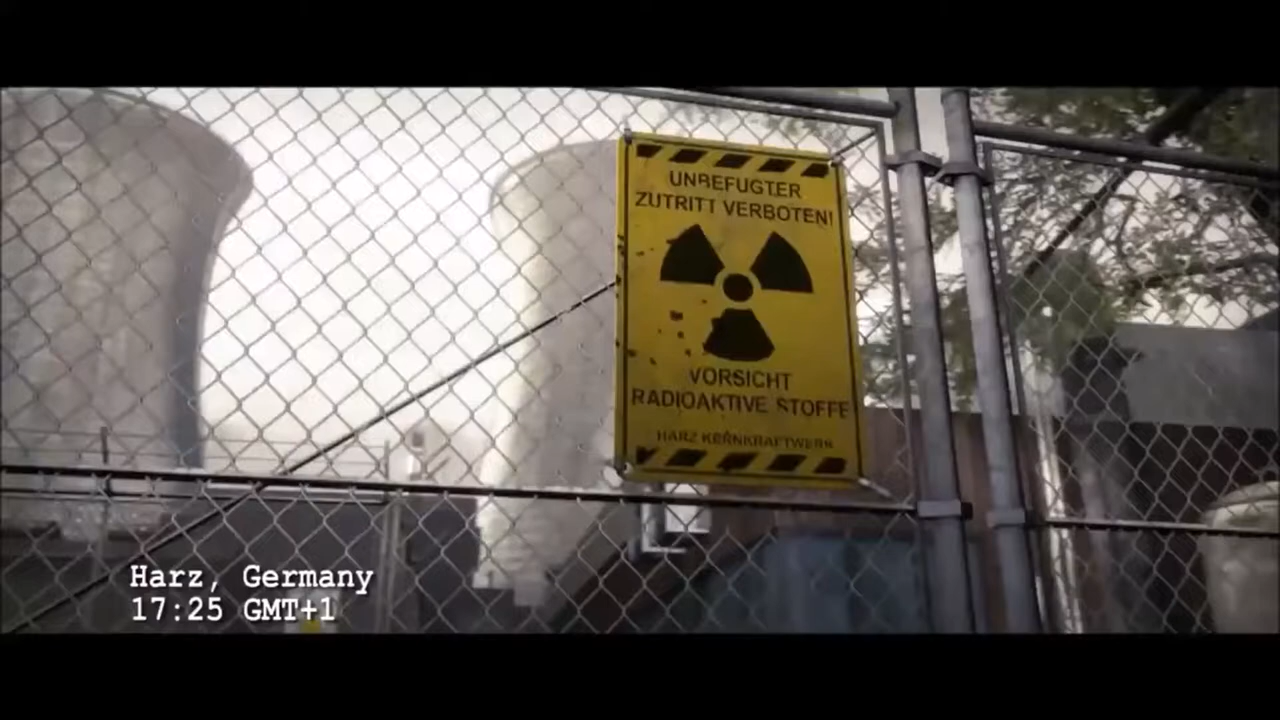 UNBEFUGTER
ZUTRITT VERBOTEN!
VORSICHT
RADIOAKTIVE STOFFE
HARZ KERNKRAFTWERK
Harz, Germany
17:25 GMT+1